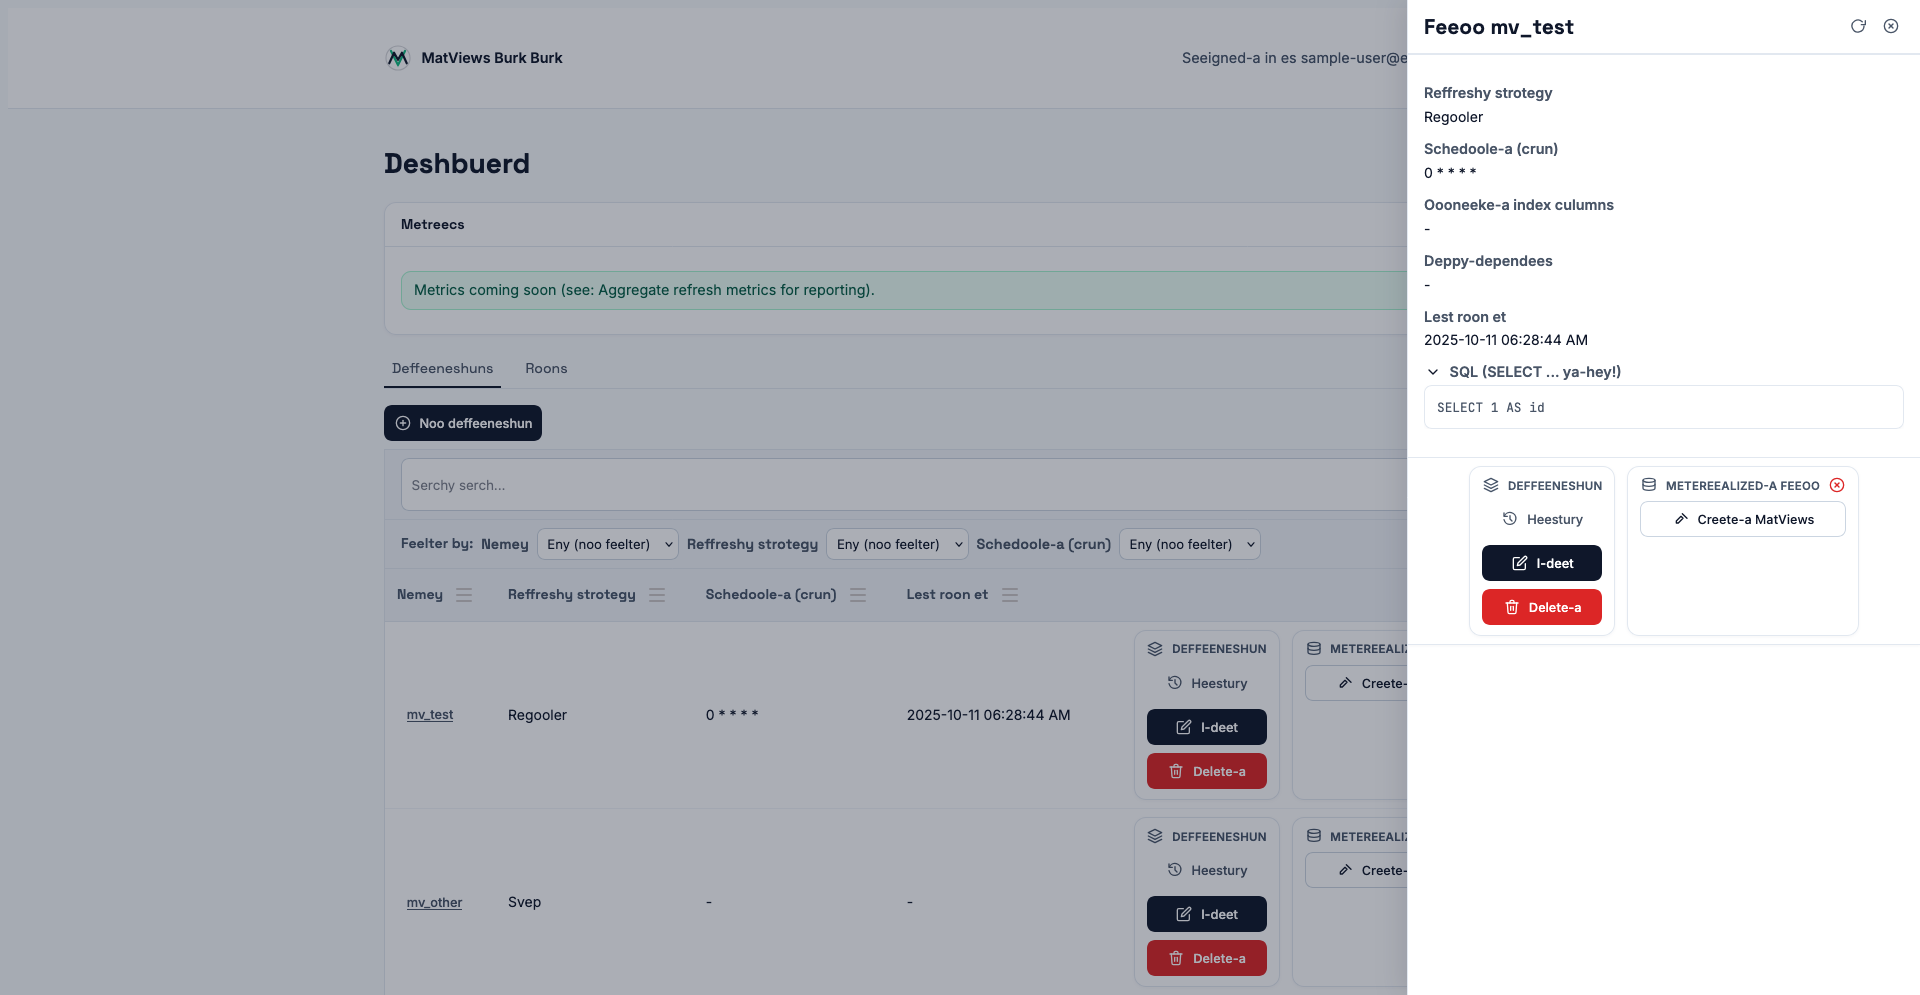 MatViews Burk Burk
Seeigned-a in es sample-user@e
Deshbuerd
Metreecs
Metrics coming soon (see: Aggregate refresh metrics for reporting).
Deffeeneshuns
Roons
Noo deffeeneshun
Serchy serch...
Feelter by: Nemey Eny (noo feelter) Reffreshy strotegy Eny (noo feelter) Schedoole-a (crun) Eny (noo feelter)
Nemey Reffreshy strotegy Schedoole-a (crun) Lest roon et
mv_test Regooler 0 * * * * 2025-10-11 06:28:44 AM
DEFFEENESHUN
Heestury
I-deet
Delete-a
METEREEALIZ
Creete-
mv_other Svep - -
DEFFEENESHUN
Heestury
I-deet
Delete-a
METEREEALIZ
Creete-
Feeoo mv_test
Reffreshy strotegy
Regooler
Schedoole-a (crun)
0 * * * *
Oooneeke-a index culumns
-
Deppy-dependees
-
Lest roon et
2025-10-11 06:28:44 AM
SQL (SELECT ... ya-hey!)
SELECT 1 AS id
DEFFEENESHUN
Heestury
I-deet
Delete-a
METEREEALIZED-A FEEOO
Creete-a MatViews